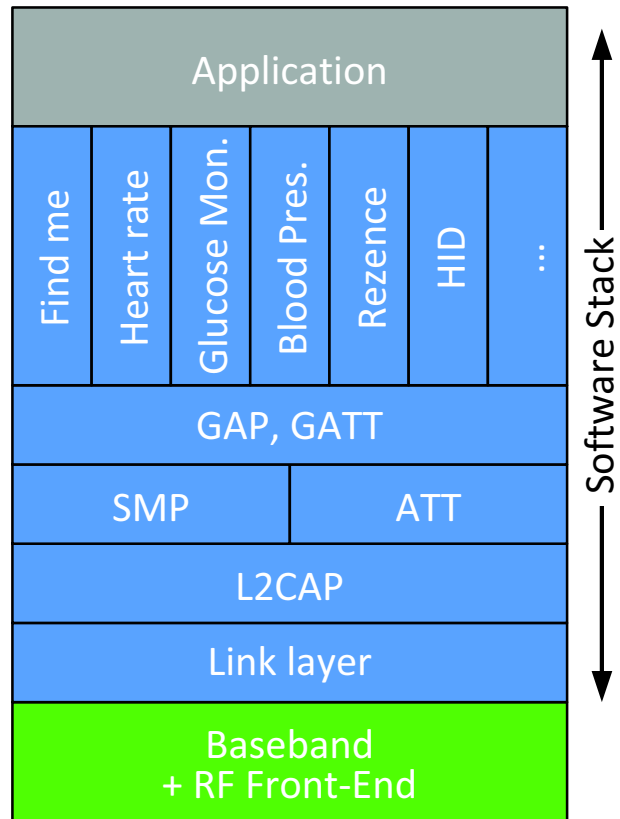 Application
Find me
Heart rate
Glucose Mon.
Blood Pres.
Rezence
HID
...
GAP, GATT
SMP
ATT
L2CAP
Link layer
Baseband
+ RF Front-End
Software Stack